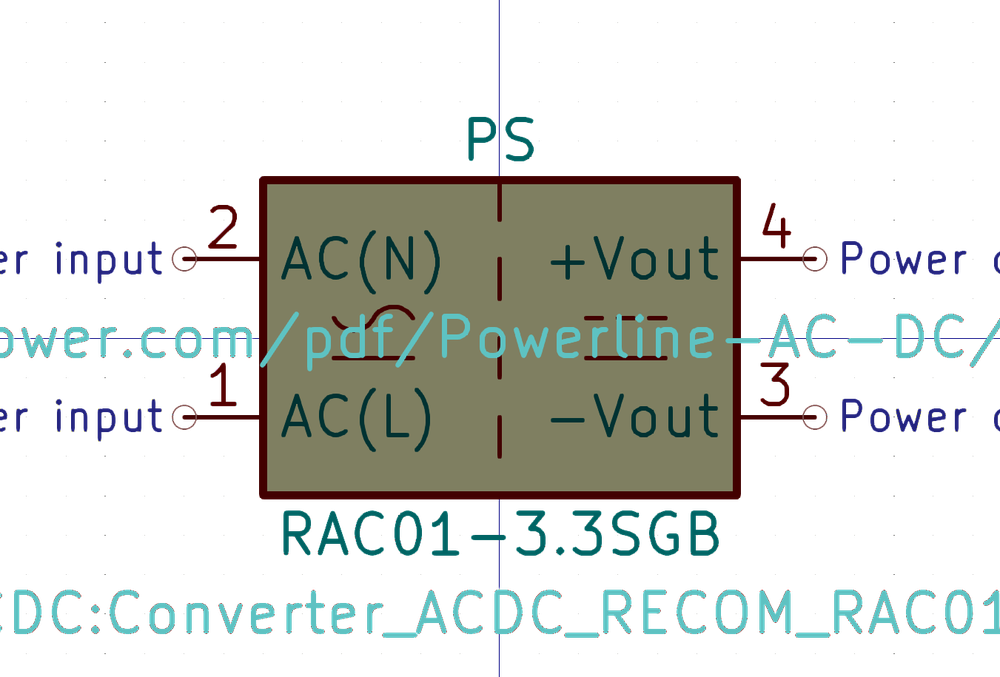 PS
2 4
er input AC(N) +Vout Power
ower.com/pdf/Powerline-AC-DC/
1 3
er input AC(L) -Vout Power
RAC01-3.3SGB
CDC:Converter_ACDC_RECOM_RAC01